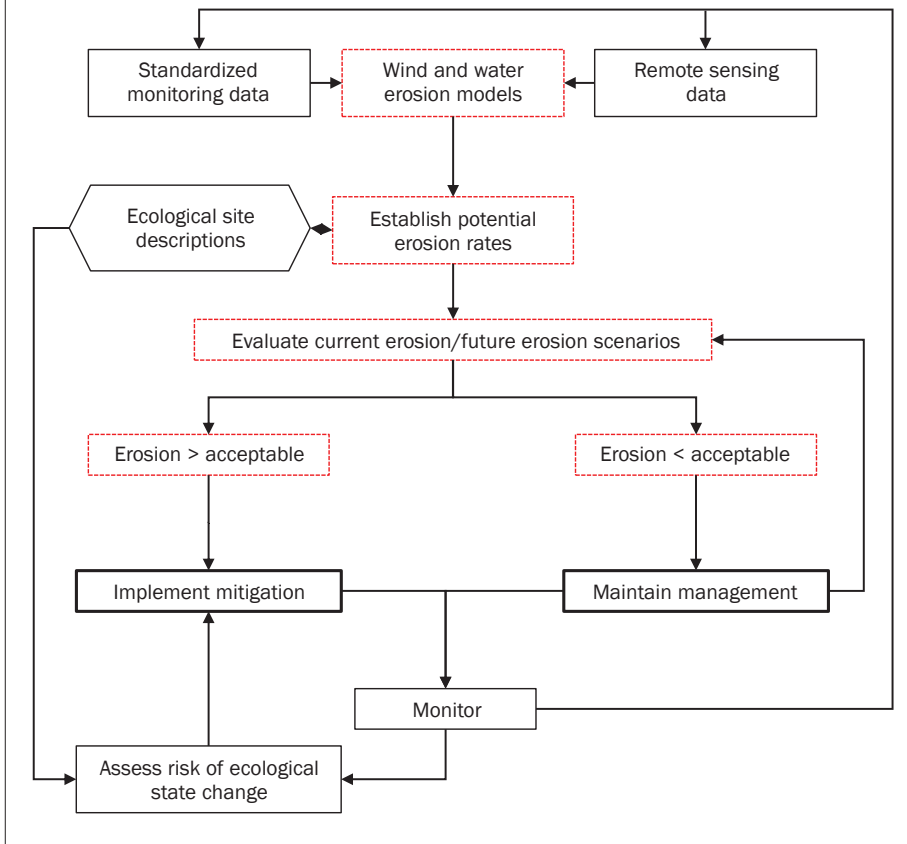 Standardized
monitoring data
Wind and water
erosion models
Remote sensing
data
Ecological site
descriptions
Establish potential
erosion rates
Evaluate current erosion/future erosion scenarios
Erosion > acceptable
Erosion < acceptable
Implement mitigation
Maintain management
Monitor
Assess risk of ecological
state change